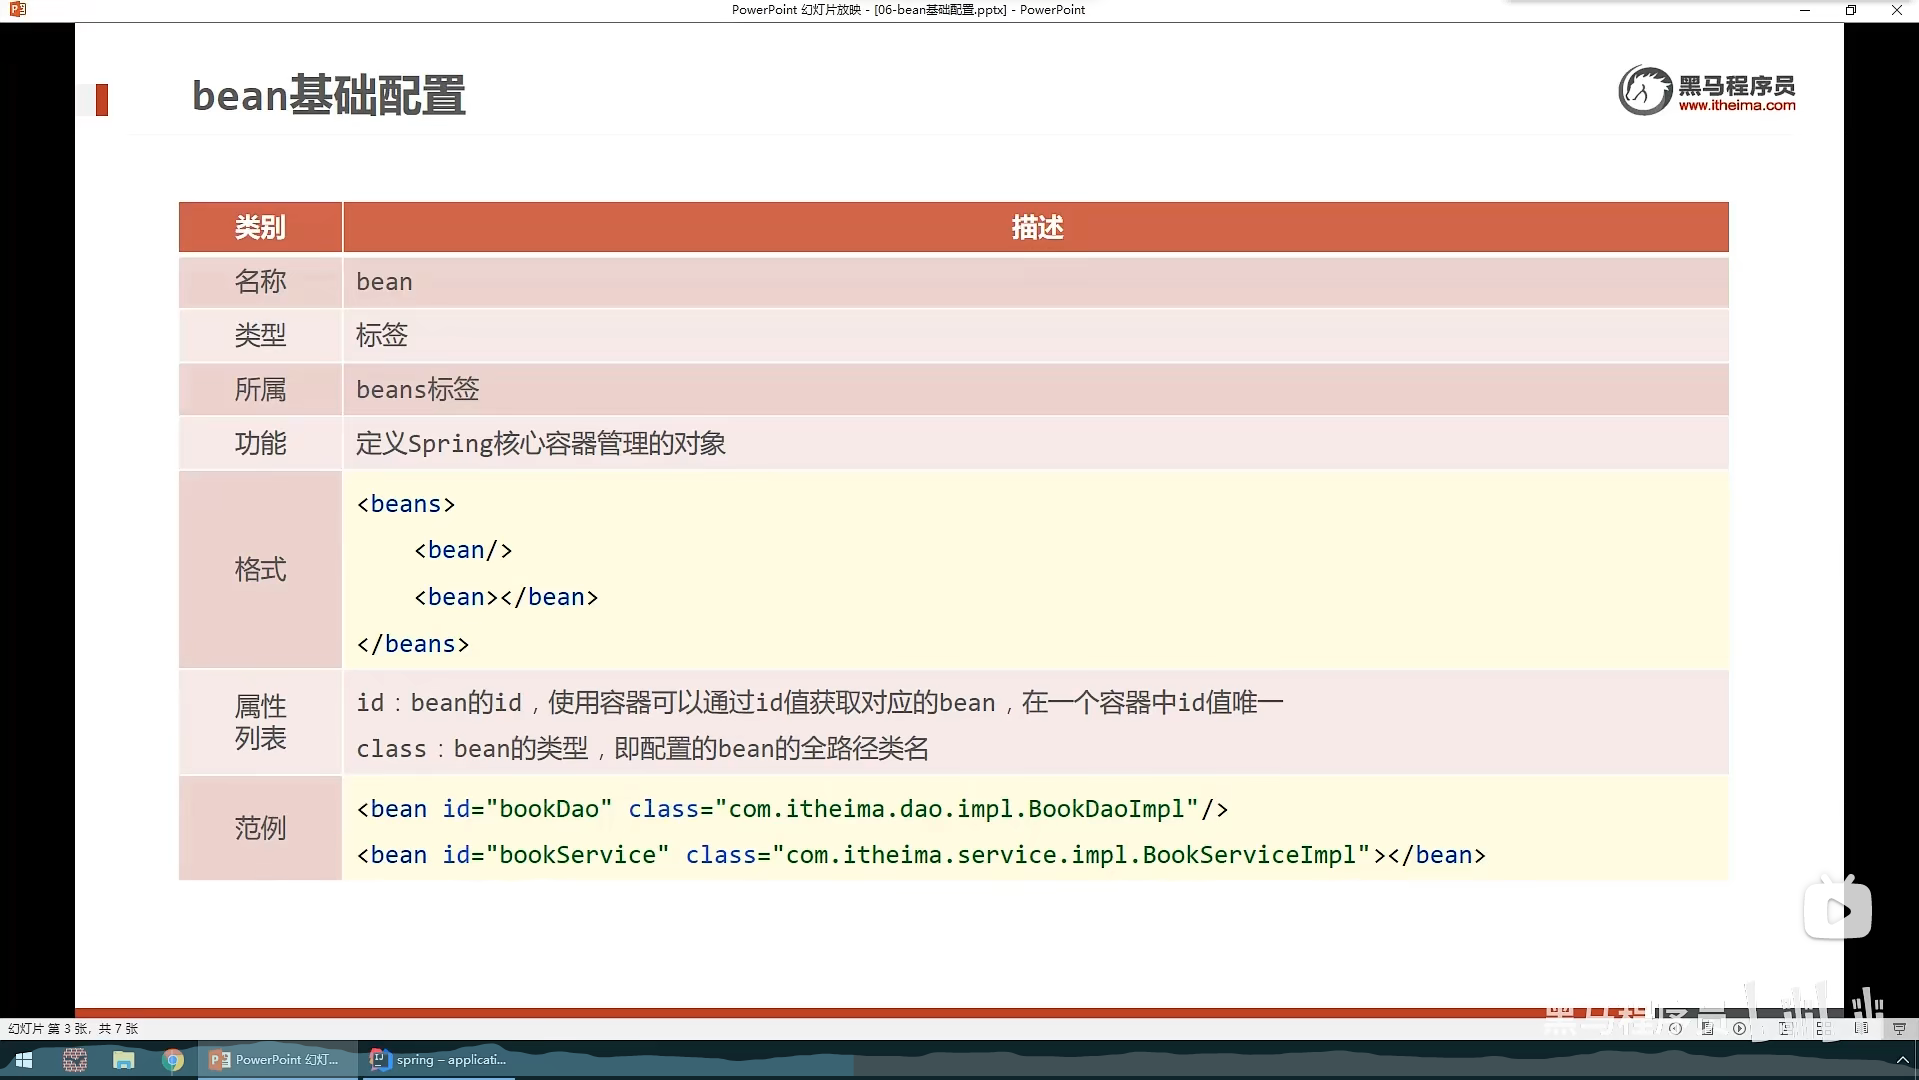 PowerPoint 幻灯片放映 - [06-bean基础配置.pptx] - PowerPoint
bean基础配置
黑马程序员
www.itheima.com
类别 描述
名称 bean
类型 标签
所属 beans标签
功能 定义Spring核心容器管理的对象
格式
<beans>
<bean/>
<bean></bean>
</beans>
属性
列表
id：bean的id，使用容器可以通过id值获取对应的bean，在一个容器中id值唯一
class：bean的类型，即配置的bean的全路径类名
范例
<bean id="bookDao" class="com.itheima.dao.impl.BookDaoImpl"/>
<bean id="bookService" class="com.itheima.service.impl.BookServiceImpl"></bean>
黑马程序员
幻灯片 第 3 张，共 7 张
PowerPoint 幻灯... spring – applicati...